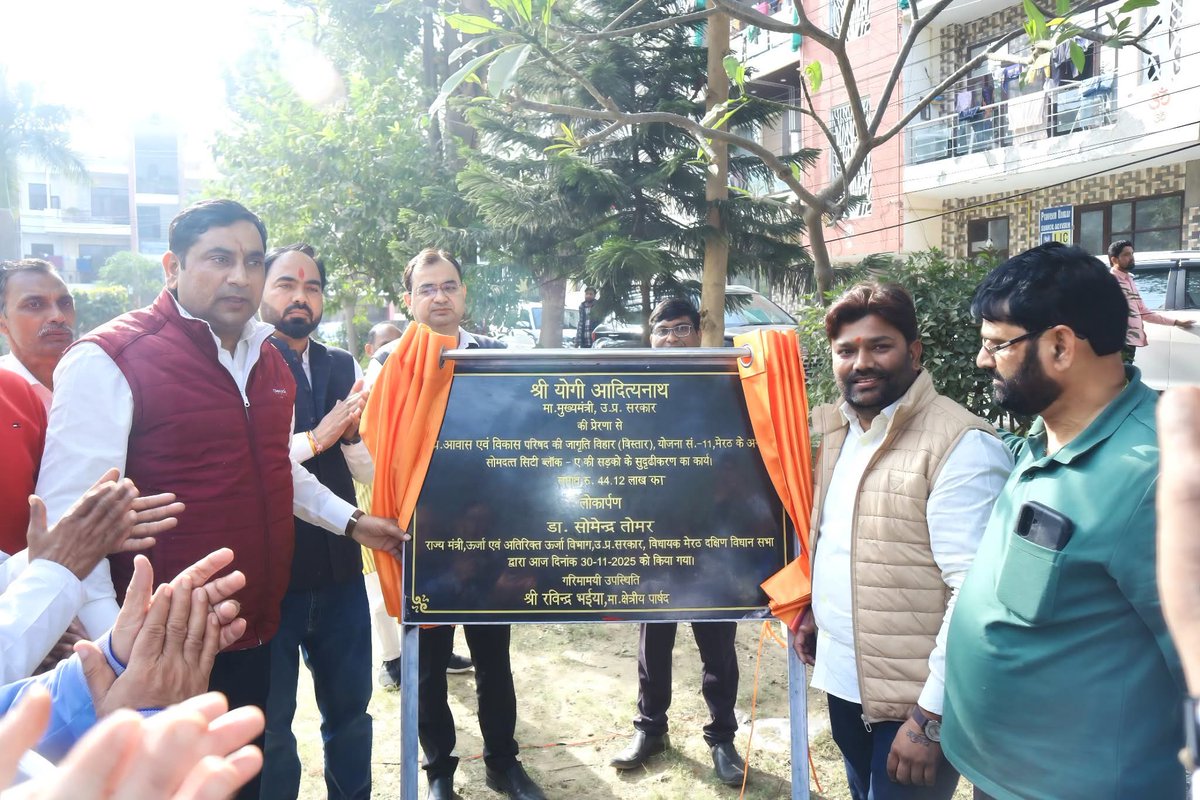 श्री योगी आदित्यनाथ
मा.मुख्यमंत्री, उ.प्र. सरकार
की प्रेरणा से
आवास एवं विकास परिषद की जागृति विहार (विस्तार), योजना सं.-11, मेरठ के
सोमदत्त सिटी ब्लॉक - ए की सड़को के सुदृढीकरण का कार्य।
रु. 44.12 लाख का
लोकार्पण
डा. सोमेन्द्र तोमर
राज्य मंत्री,ऊर्जा एवं अतिरिक्त ऊर्जा विभाग,उ.प्र.सरकार, विधायक मेरठ दक्षिण विधान सभा
द्वारा आज दिनांक 30-11-2025 को किया गया।
गरिमामयी उपस्थिति
श्री रविन्द्र भईया,मा.क्षेत्रीय पार्षद
LIC